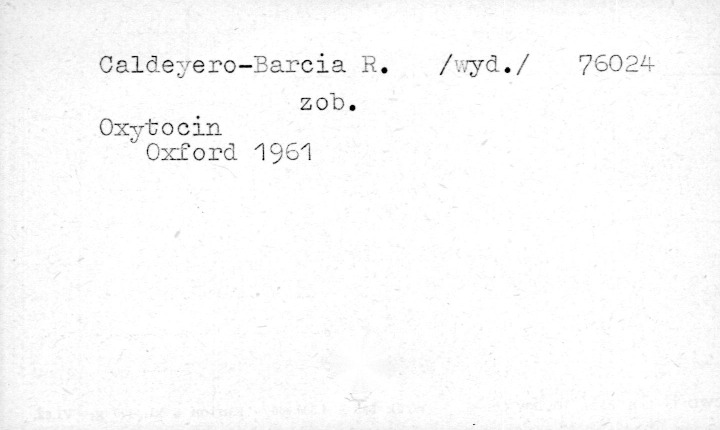 Caldeyero-Barcia R. /wyd./ 76024
zob.
Oxytocin
Oxford 1961